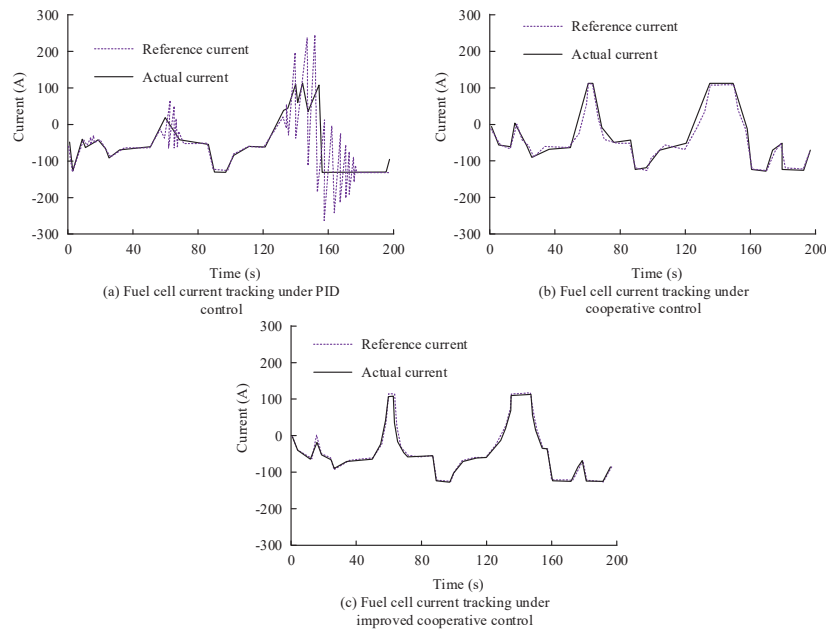 300
200
100
0
-100
-200
-300
Current (A)
Reference current
Actual current
0 40 80 120 160 200
Time (s)
(a) Fuel cell current tracking under PID
control
300
200
100
0
-100
-200
-300
Current (A)
Reference current
Actual current
0 40 80 120 160 200
Time (s)
(b) Fuel cell current tracking under
cooperative control
300
200
100
0
-100
-200
-300
Current (A)
Reference current
Actual current
0 40 80 120 160 200
Time (s)
(c) Fuel cell current tracking under
improved cooperative control